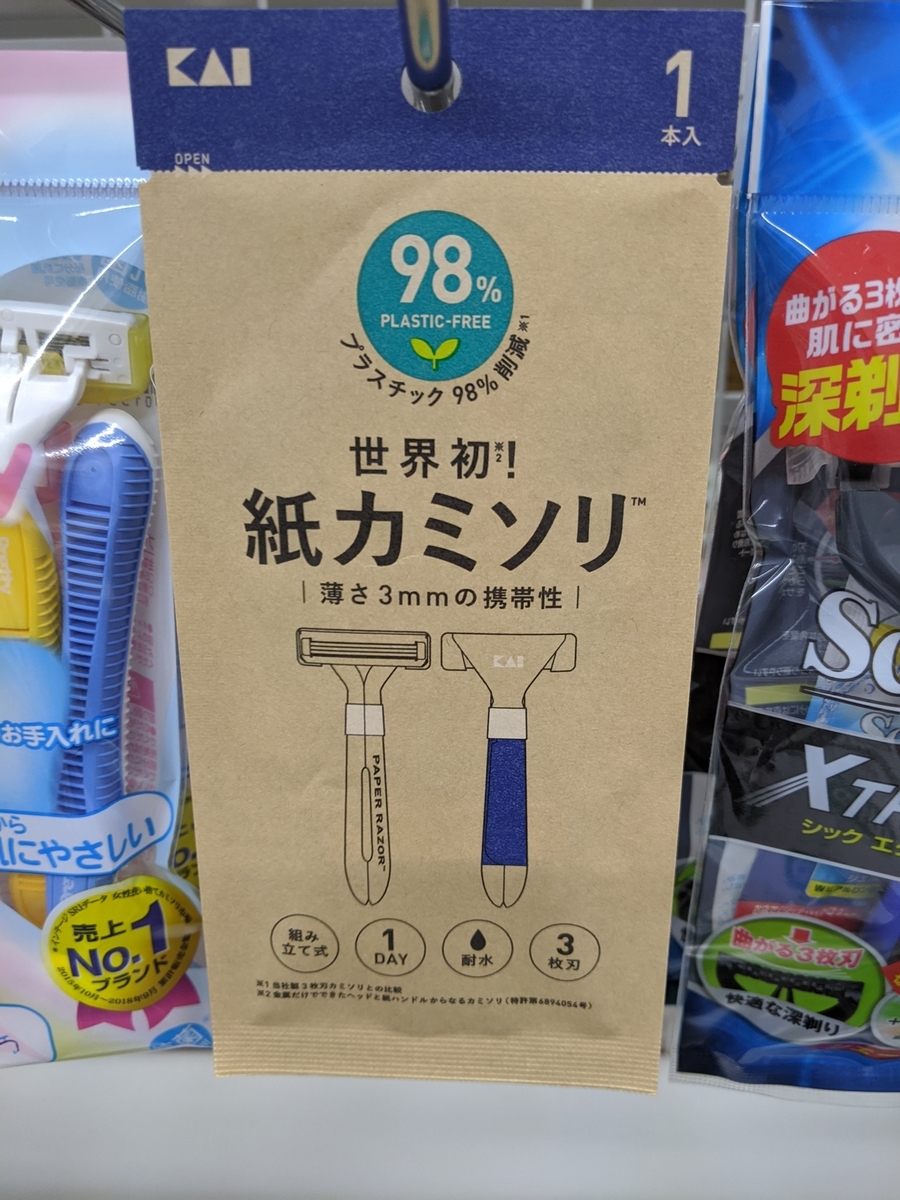 KAI
1
本入
OPEN
98%
PLASTIC-FREE
プラスチック 98% 削減※1
世界初※2!
紙カミソリ™
薄さ3mmの携帯性
KAI
PAPER RAZOR™
組み
立て式
1
DAY
耐水
3
枚刃
※1 当社製3枚刃カミソリとの比較
※2 金属だけでできたヘッドと紙ハンドルからなるカミソリ(特許第6894054号)
お手入れに
から
にやさしい
売上
No.1
ブランド
曲がる3枚
肌に密
深剃
シック エ
曲がる3枚刃
快適な深剃り